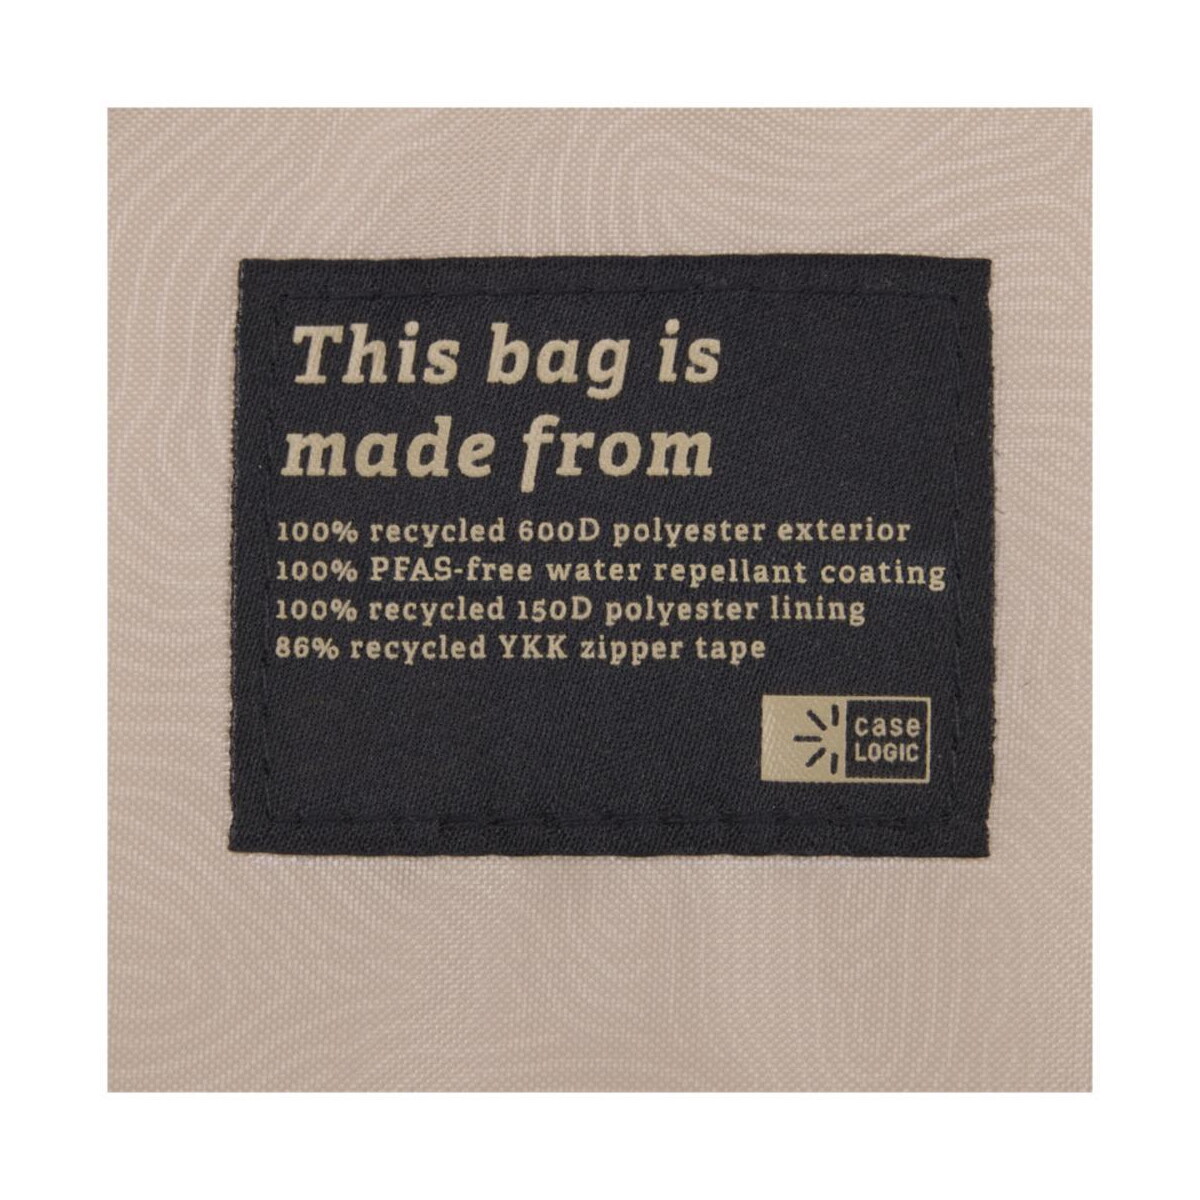 This bag is
made from
100% recycled 600D polyester exterior
100% PFAS-free water repellant coating
100% recycled 150D polyester lining
86% recycled YKK zipper tape
case
LOGIC